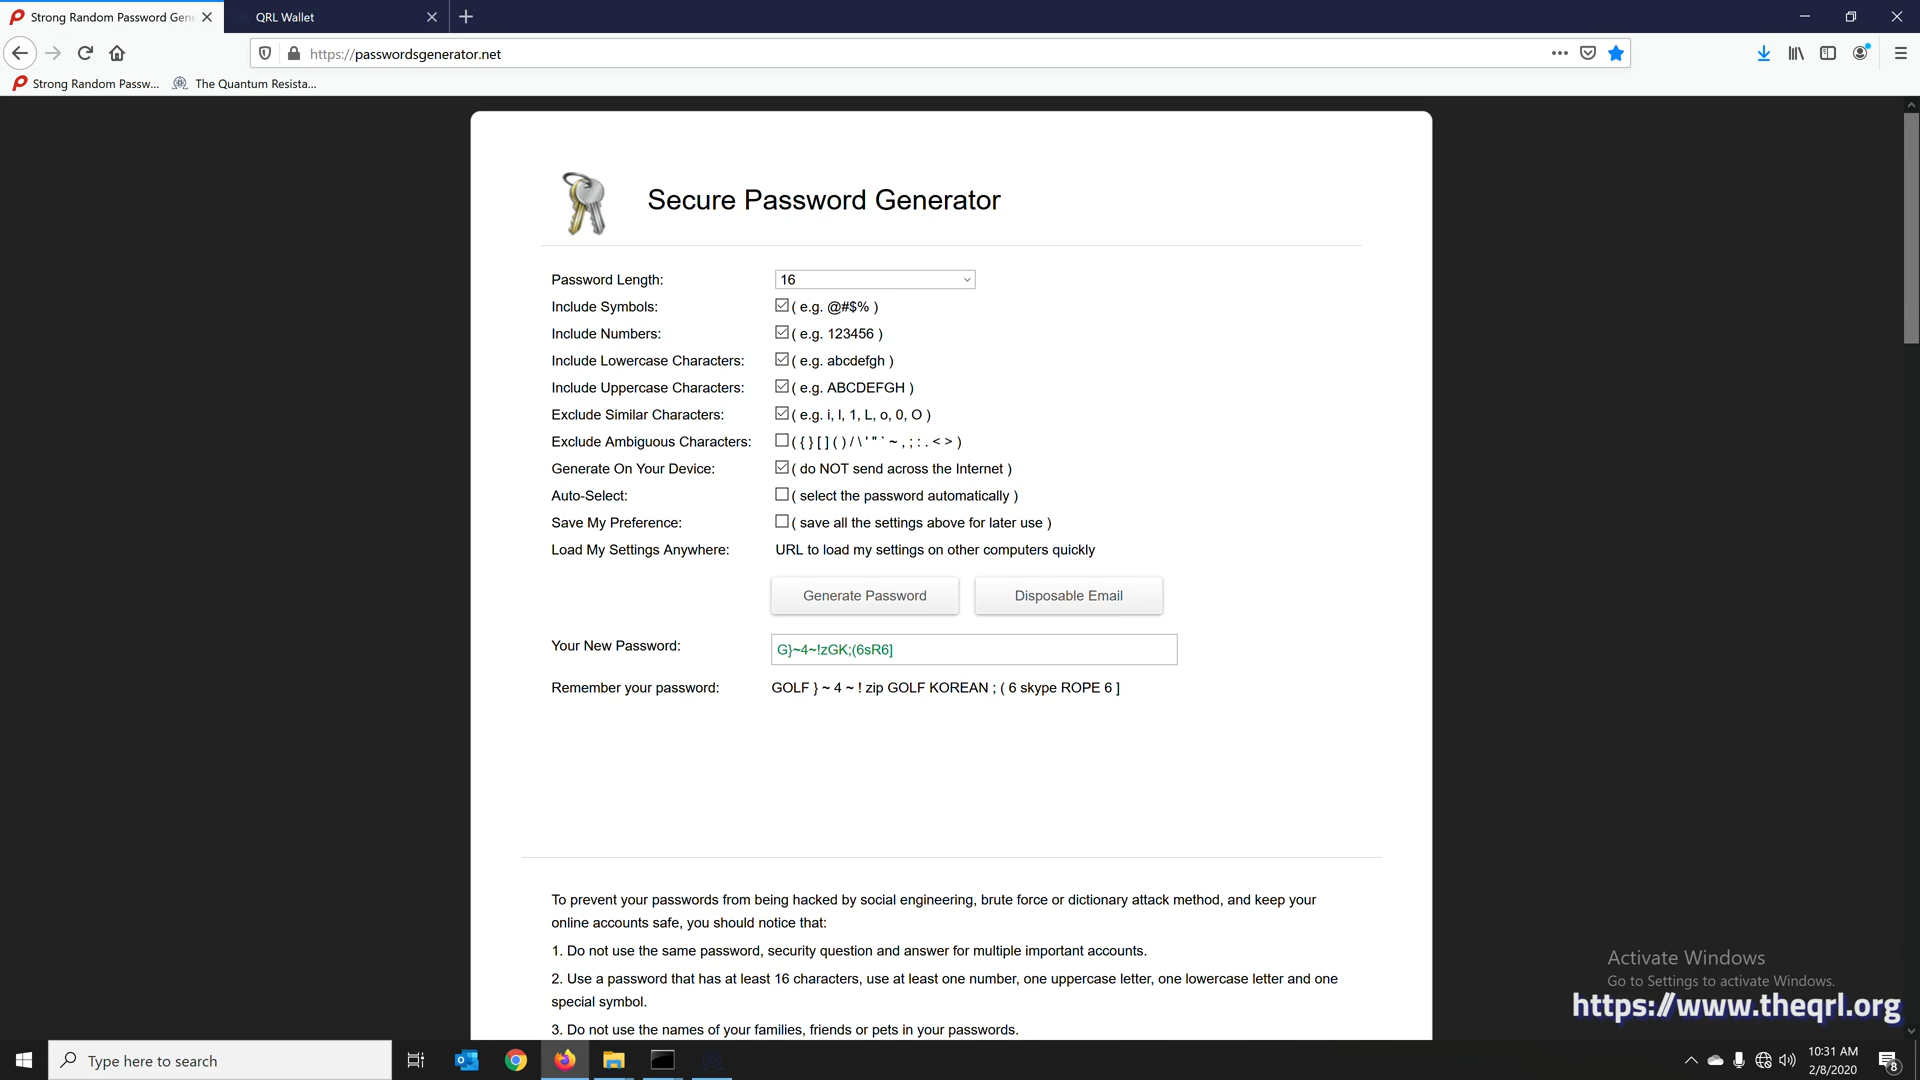 Strong Random Password Gene
QRL Wallet
https://passwordsgenerator.net
Strong Random Passw...
The Quantum Resista...
Secure Password Generator
Password Length: 16
Include Symbols: ( e.g. @#$% )
Include Numbers: ( e.g. 123456 )
Include Lowercase Characters: ( e.g. abcdefgh )
Include Uppercase Characters: ( e.g. ABCDEFGH )
Exclude Similar Characters: ( e.g. i, l, 1, L, o, 0, O )
Exclude Ambiguous Characters: ( { } [ ] ( ) / \ ' " ` ~ , ; : . < > )
Generate On Your Device: ( do NOT send across the Internet )
Auto-Select: ( select the password automatically )
Save My Preference: ( save all the settings above for later use )
Load My Settings Anywhere: URL to load my settings on other computers quickly
Generate Password Disposable Email
Your New Password: G}~4~!zGK;(6sR6]
Remember your password: GOLF } ~ 4 ~ ! zip GOLF KOREAN ; ( 6 skype ROPE 6 ]
To prevent your passwords from being hacked by social engineering, brute force or dictionary attack method, and keep your
online accounts safe, you should notice that:
1. Do not use the same password, security question and answer for multiple important accounts.
2. Use a password that has at least 16 characters, use at least one number, one uppercase letter, one lowercase letter and one
special symbol.
3. Do not use the names of your families, friends or pets in your passwords.
Activate Windows
Go to Settings to activate Windows.
https://www.theqrl.org
Type here to search
10:31 AM
2/8/2020
8